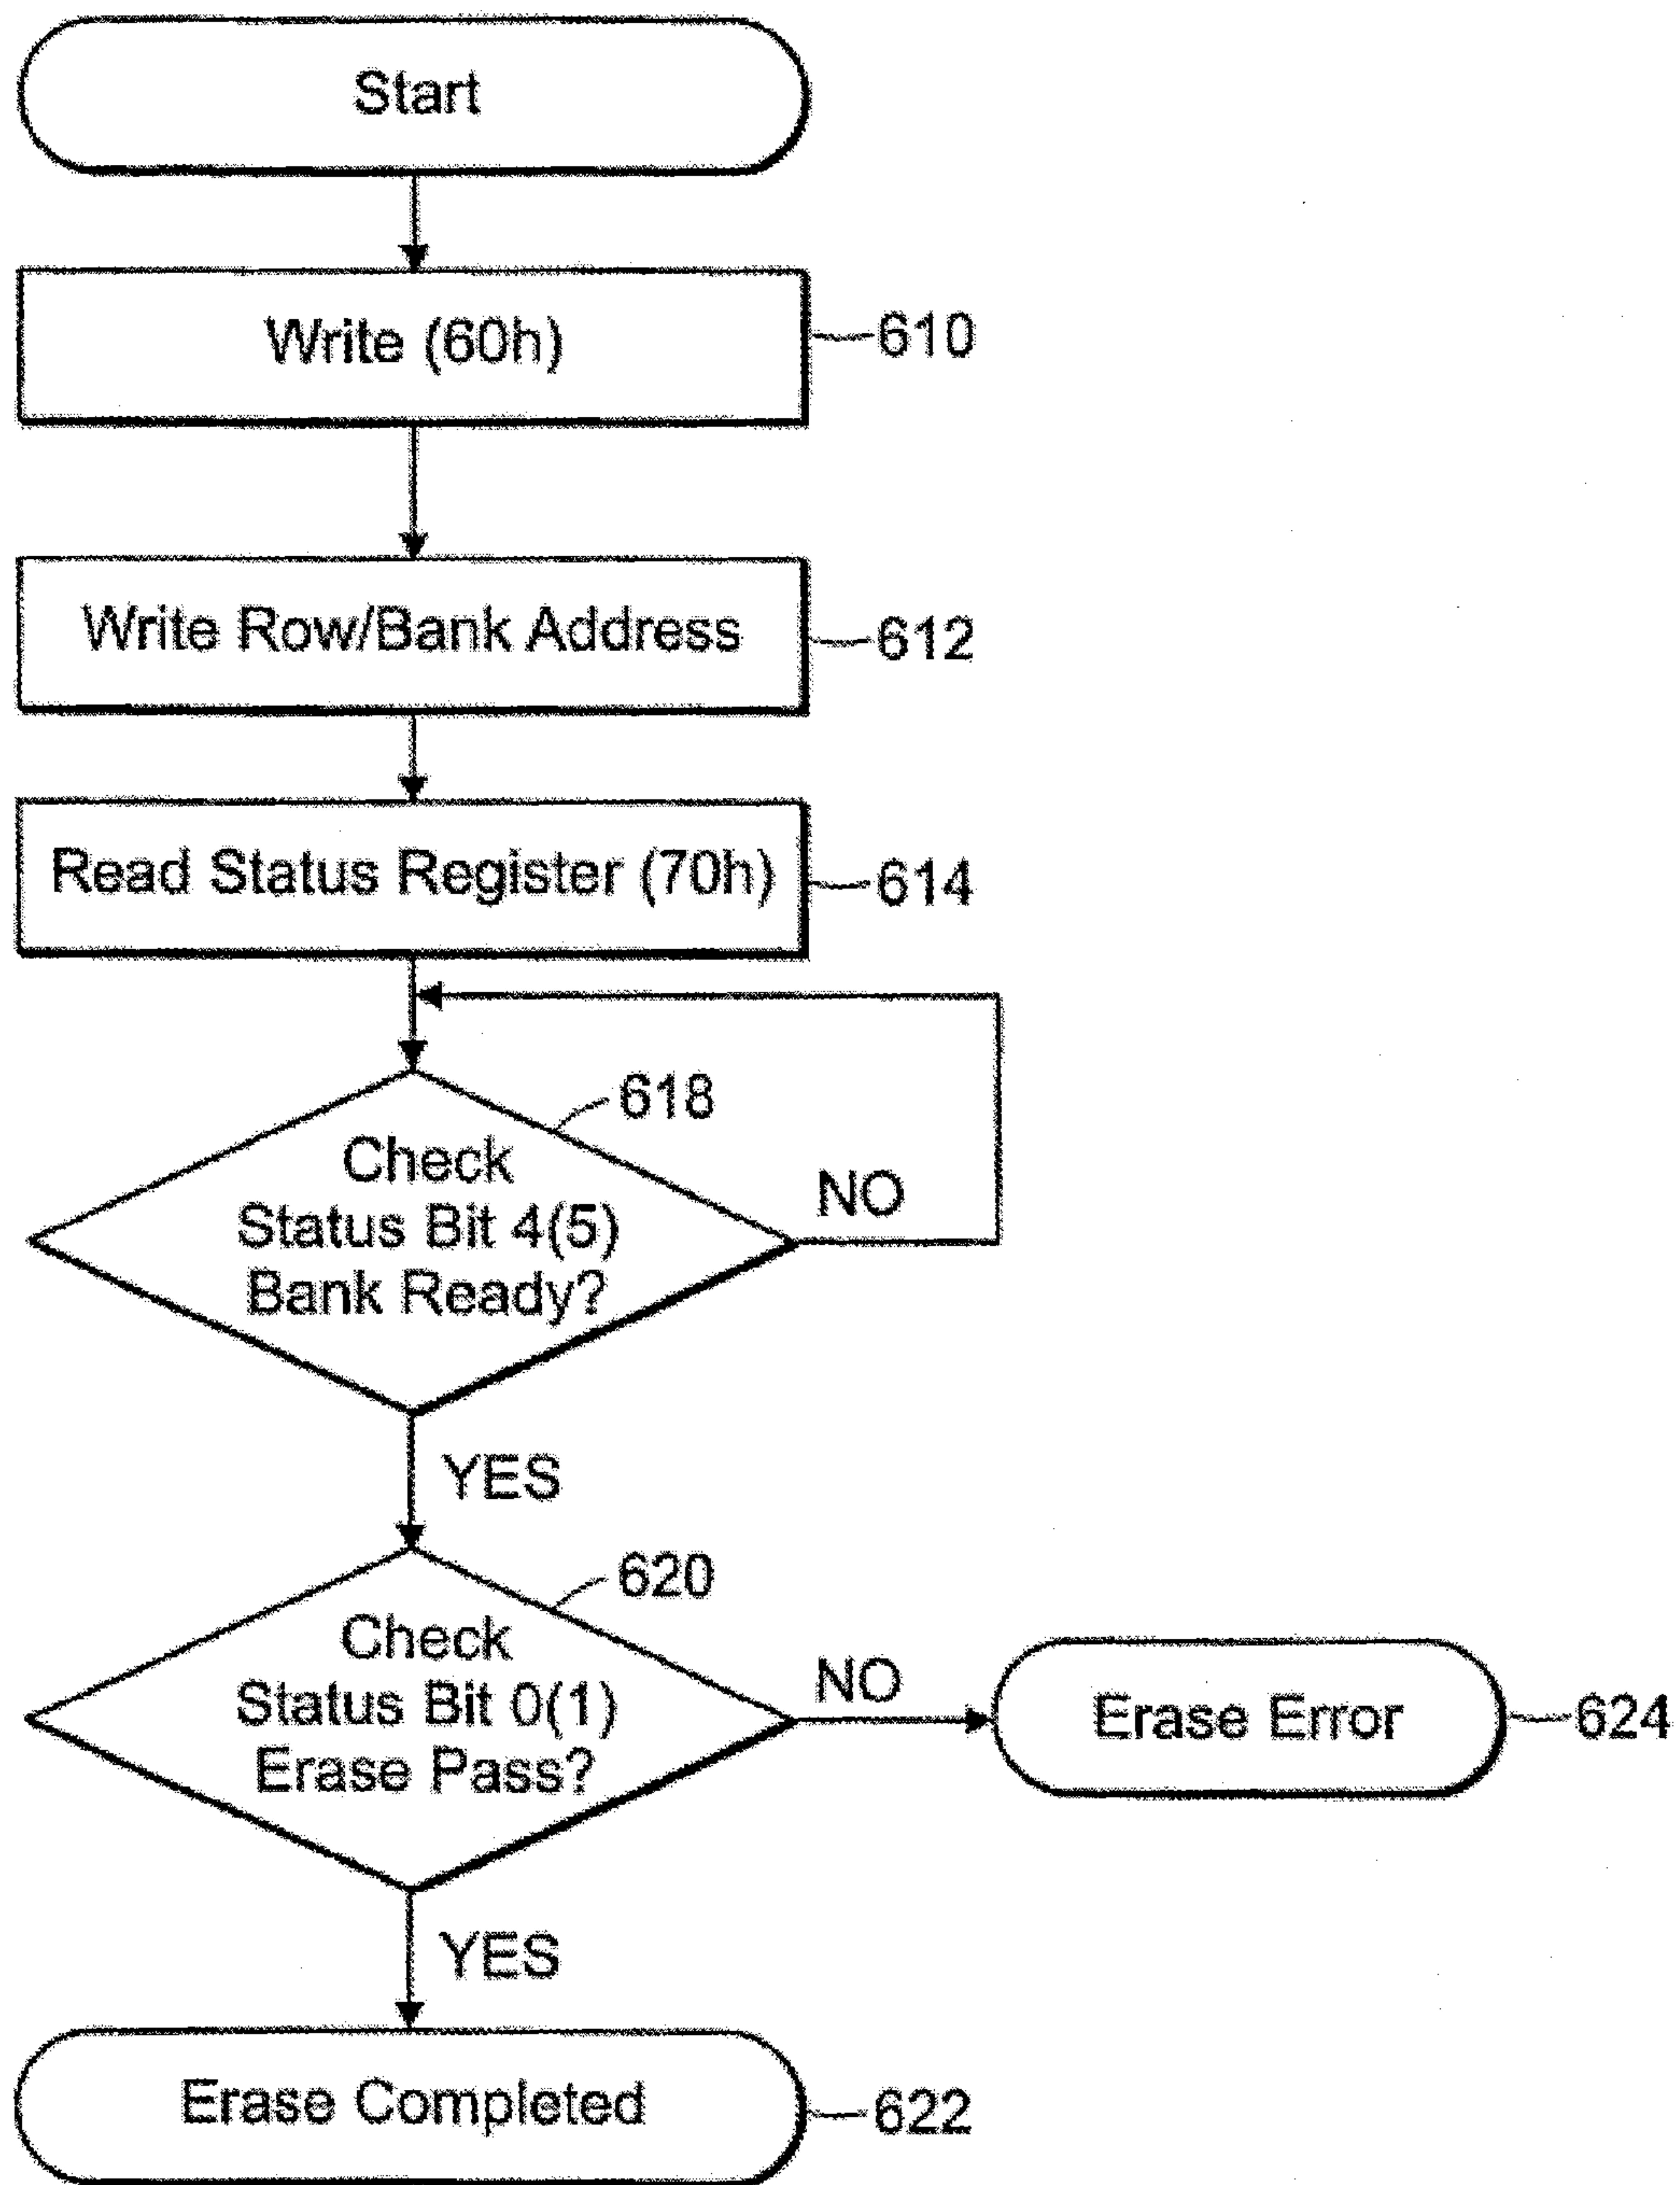 Start
Write (60h)
610
Write Row/Bank Address
612
Read Status Register (70h)
614
618
Check
Status Bit 4(5)
Bank Ready?
NO
YES
620
Check
Status Bit 0(1)
Erase Pass?
NO
Erase Error
624
YES
Erase Completed
622